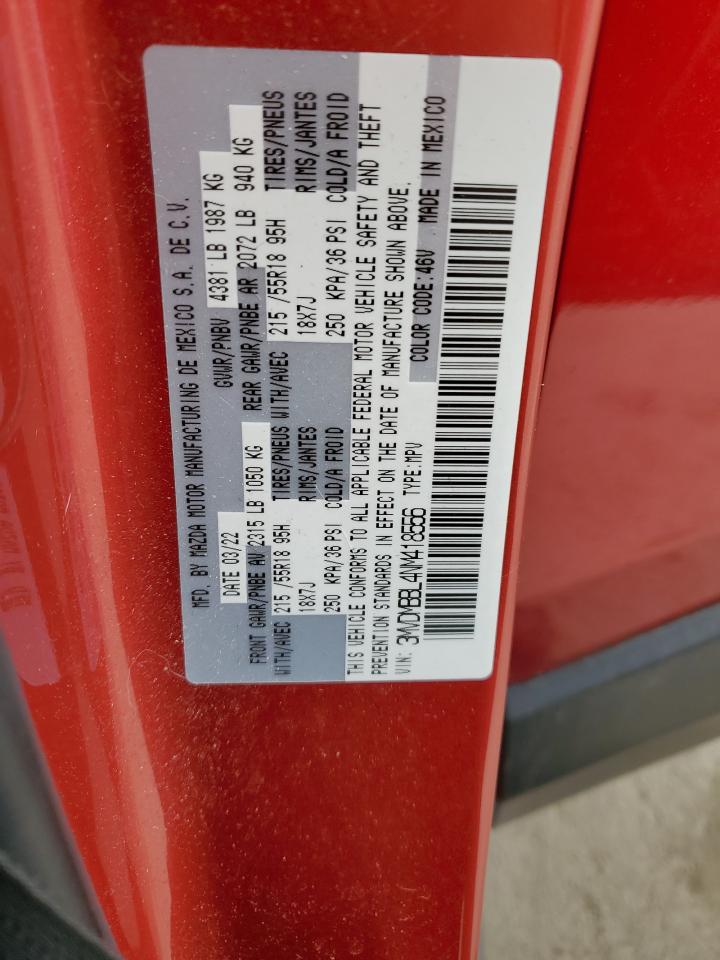 MFD. BY MAZDA MOTOR MANUFACTURING DE MEXICO S.A. DE C.V.
DATE 03/22 GVWR/PNBV 4381 LB 1987 KG
FRONT GAWR/PNBE AV 2315 LB 1050 KG REAR GAWR/PNBE AR 2072 LB 940 KG
WITH/AVEC 215 /55R18 95H TIRES/PNEUS WITH/AVEC 215 /55R18 95H TIRES/PNEUS
18X7J RIMS/JANTES 18X7J RIMS/JANTES
250 KPA/36 PSI COLD/A FROID 250 KPA/36 PSI COLD/A FROID
THIS VEHICLE CONFORMS TO ALL APPLICABLE FEDERAL MOTOR VEHICLE SAFETY AND THEFT
PREVENTION STANDARDS IN EFFECT ON THE DATE OF MANUFACTURE SHOWN ABOVE.
VIN: 3MVDMBBL4NM418556 TYPE:MPV COLOR CODE:46V MADE IN MEXICO